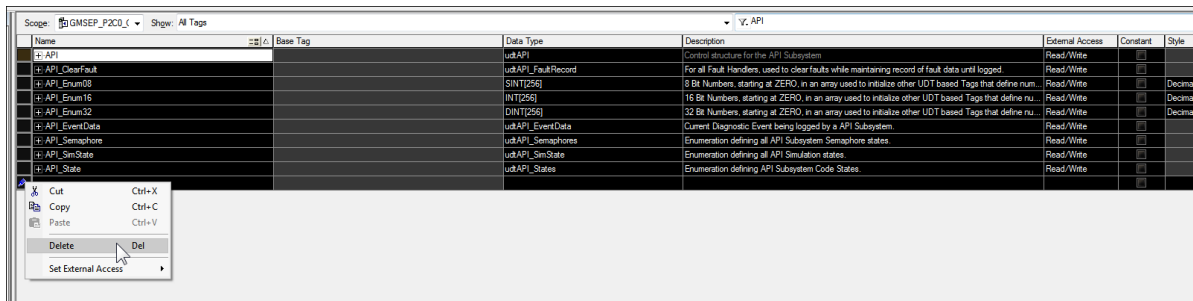 Scope: GMSEP_P2C0_( Show: All Tags API
Name Base Tag Data Type Description External Access Constant Style
API udtAPI Control structure for the API Subsystem Read/Write
API_ClearFault udtAPI_FaultRecord For all Fault Handlers, used to clear faults while maintaining record of fault data until logged. Read/Write
API_Enum08 SINT[256] 8 Bit Numbers, starting at ZERO, in an array used to initialize other UDT based Tags that define num... Read/Write Decima
API_Enum16 INT[256] 16 Bit Numbers, starting at ZERO, in an array used to initialize other UDT based Tags that define nu... Read/Write Decima
API_Enum32 DINT[256] 32 Bit Numbers, starting at ZERO, in an array used to initialize other UDT based Tags that define nu... Read/Write Decima
API_EventData udtAPI_EventData Current Diagnostic Event being logged by a API Subsystem. Read/Write
API_Semaphore udtAPI_Semaphores Enumeration defining all API Subsystem Semaphore states. Read/Write
API_SimState udtAPI_SimState Enumeration defining all API Simulation states. Read/Write
API_State udtAPI_States Enumeration defining API Subsystem Code States. Read/Write
Cut Ctrl+X
Copy Ctrl+C
Paste Ctrl+V
Delete Del
Set External Access